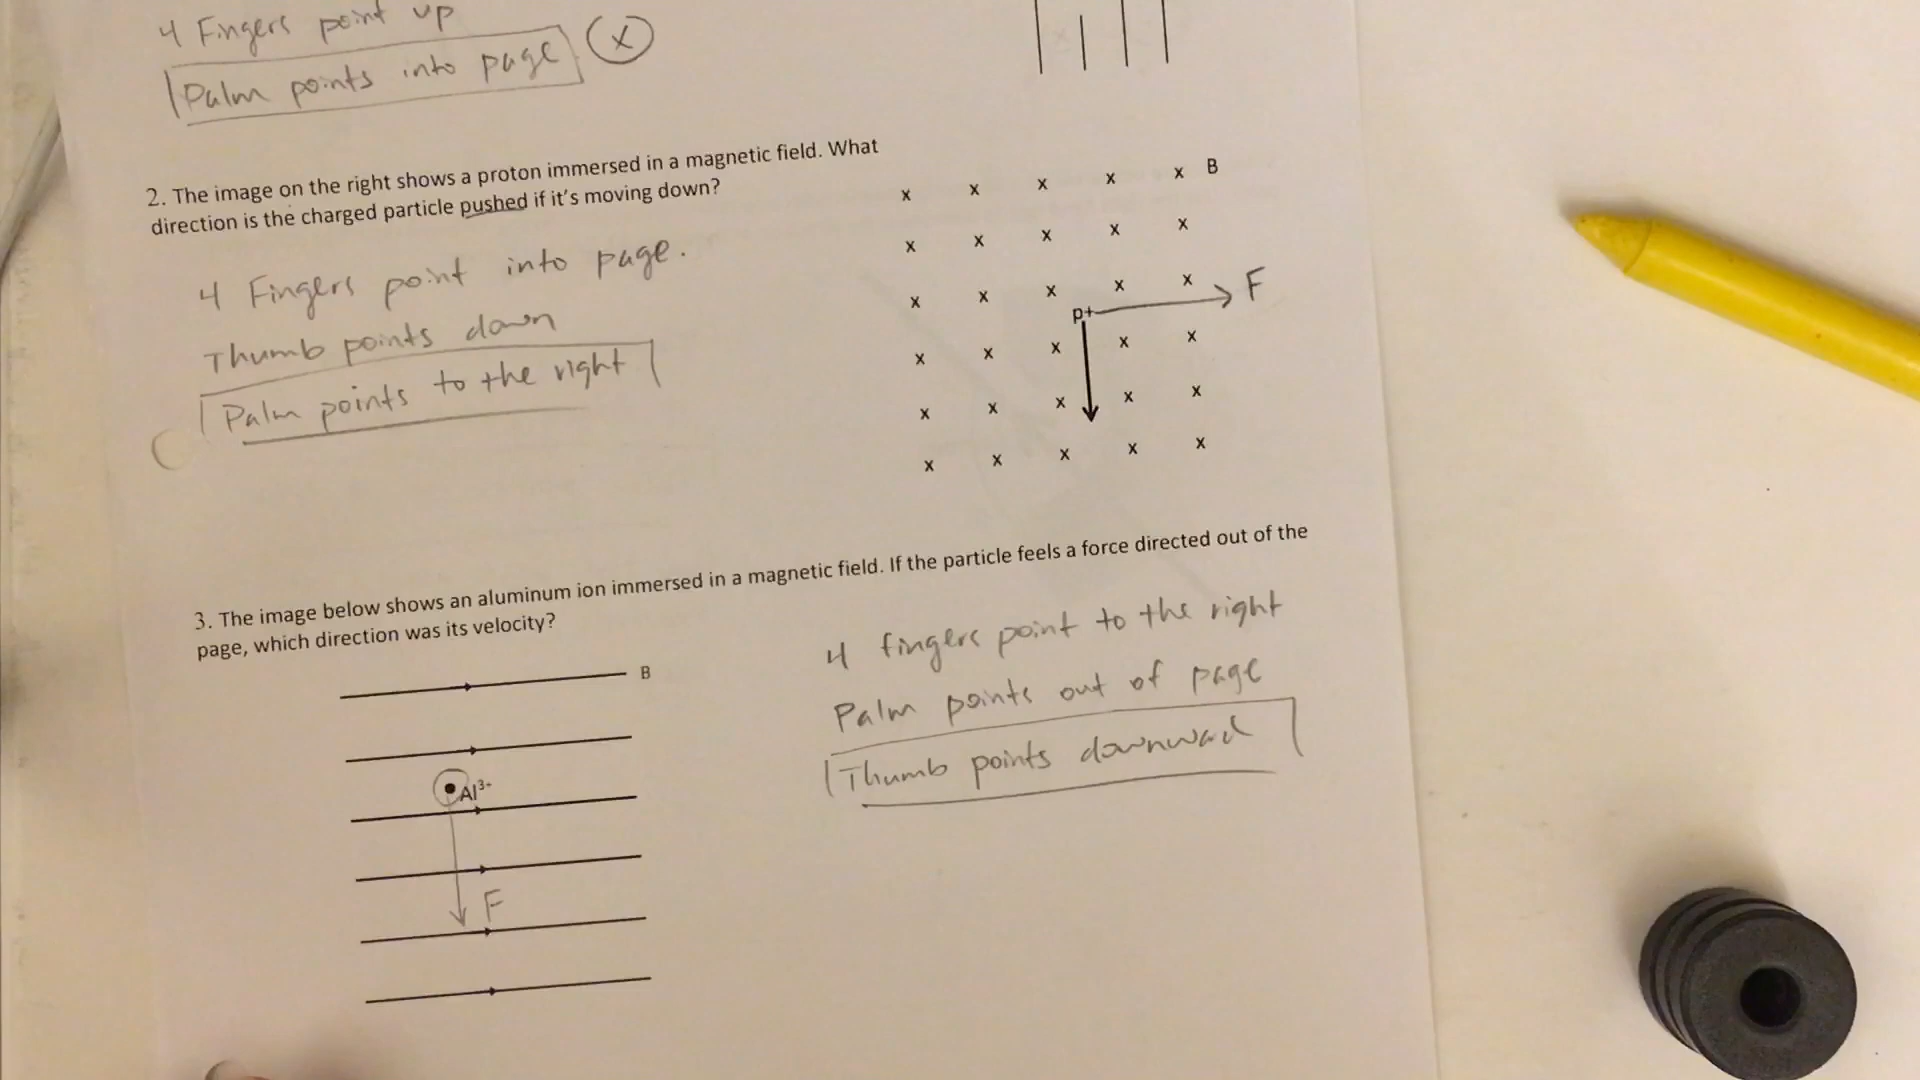 4 Fingers point up
Palm points into page x
2. The image on the right shows a proton immersed in a magnetic field. What
direction is the charged particle pushed if it's moving down?
4 Fingers point into page.
Thumb points down
Palm points to the right
x x x x x B
x x x x x
x x x x x
p+ F
x x x x x
x x x x x
x x x x x
3. The image below shows an aluminum ion immersed in a magnetic field. If the particle feels a force directed out of the
page, which direction was its velocity?
B
Al³⁺
F
4 fingers point to the right
Palm points out of page
Thumb points downward